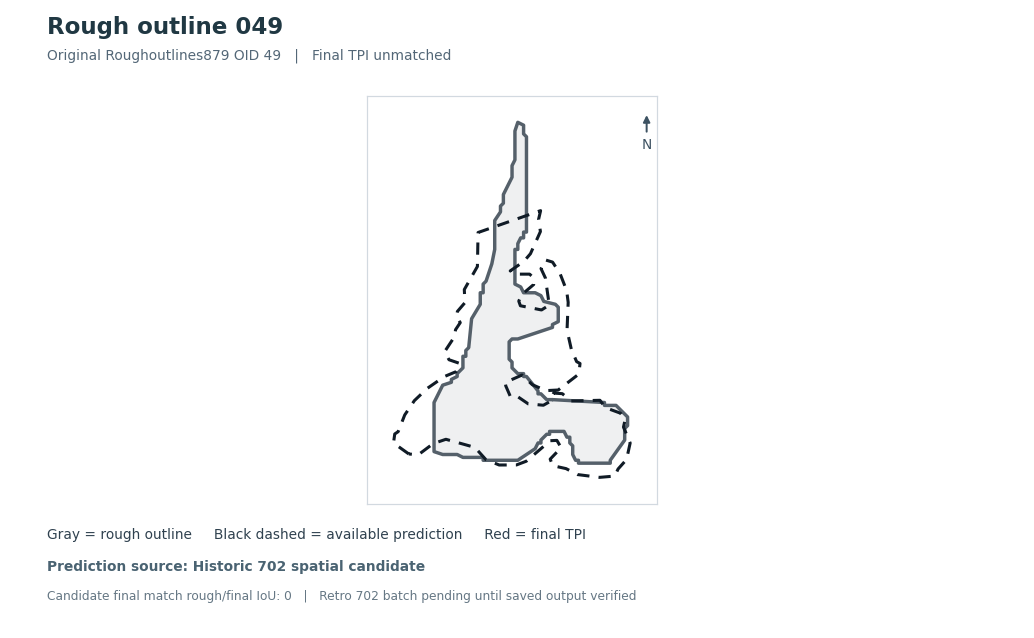 Rough outline 049
Original Roughoutlines879 OID 49   |   Final TPI unmatched
N
Gray = rough outline     Black dashed = available prediction     Red = final TPI
Prediction source: Historic 702 spatial candidate
Candidate final match rough/final IoU: 0   |   Retro 702 batch pending until saved output verified